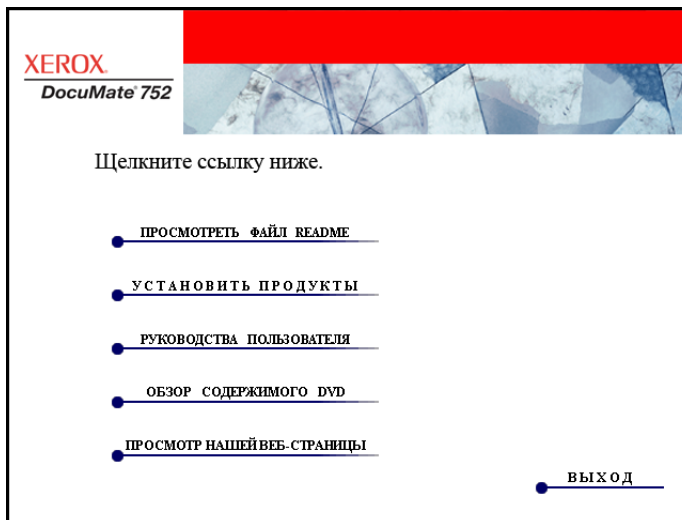 XEROX.
DocuMate® 752
Щелкните ссылку ниже.
ПРОСМОТРЕТЬ ФАЙЛ README
УСТАНОВИТЬ ПРОДУКТЫ
РУКОВОДСТВА ПОЛЬЗОВАТЕЛЯ
ОБЗОР СОДЕРЖИМОГО DVD
ПРОСМОТР НАШЕЙ ВЕБ-СТРАНИЦЫ
ВЫХОД